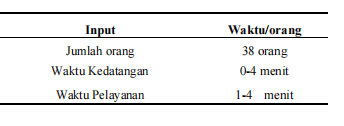 Input Waktu/orang
Jumlah orang 38 orang
Waktu Kedatangan 0-4 menit
Waktu Pelayanan 1-4 menit